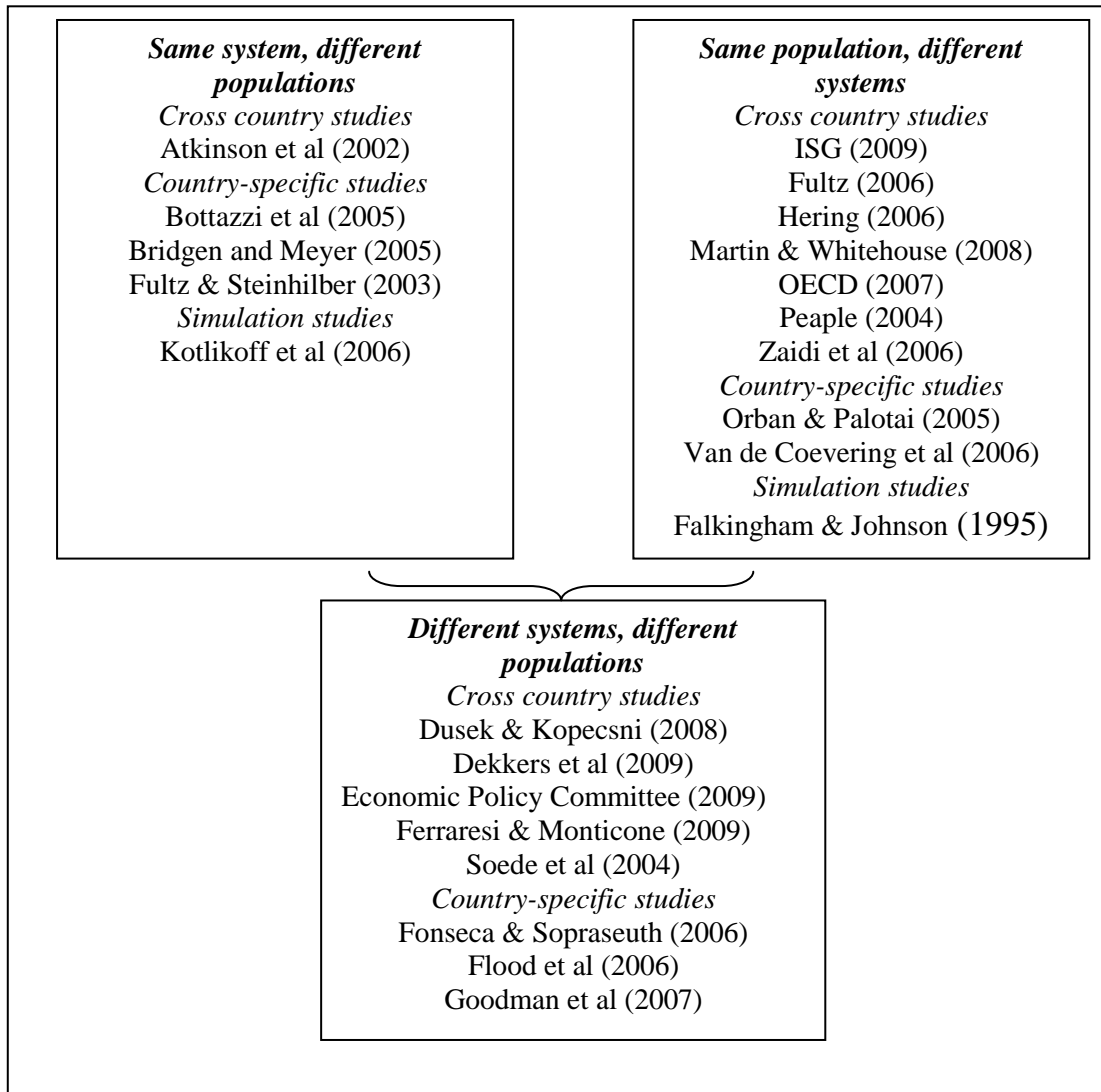 Same system, different
populations
Cross country studies
Atkinson et al (2002)
Country-specific studies
Bottazzi et al (2005)
Bridgen and Meyer (2005)
Fultz & Steinhilber (2003)
Simulation studies
Kotlikoff et al (2006)
Same population, different
systems
Cross country studies
ISG (2009)
Fultz (2006)
Hering (2006)
Martin & Whitehouse (2008)
OECD (2007)
Peaple (2004)
Zaidi et al (2006)
Country-specific studies
Orban & Palotai (2005)
Van de Coevering et al (2006)
Simulation studies
Falkingham & Johnson (1995)
Different systems, different
populations
Cross country studies
Dusek & Kopecsni (2008)
Dekkers et al (2009)
Economic Policy Committee (2009)
Ferraresi & Monticone (2009)
Soede et al (2004)
Country-specific studies
Fonseca & Sopraseuth (2006)
Flood et al (2006)
Goodman et al (2007)